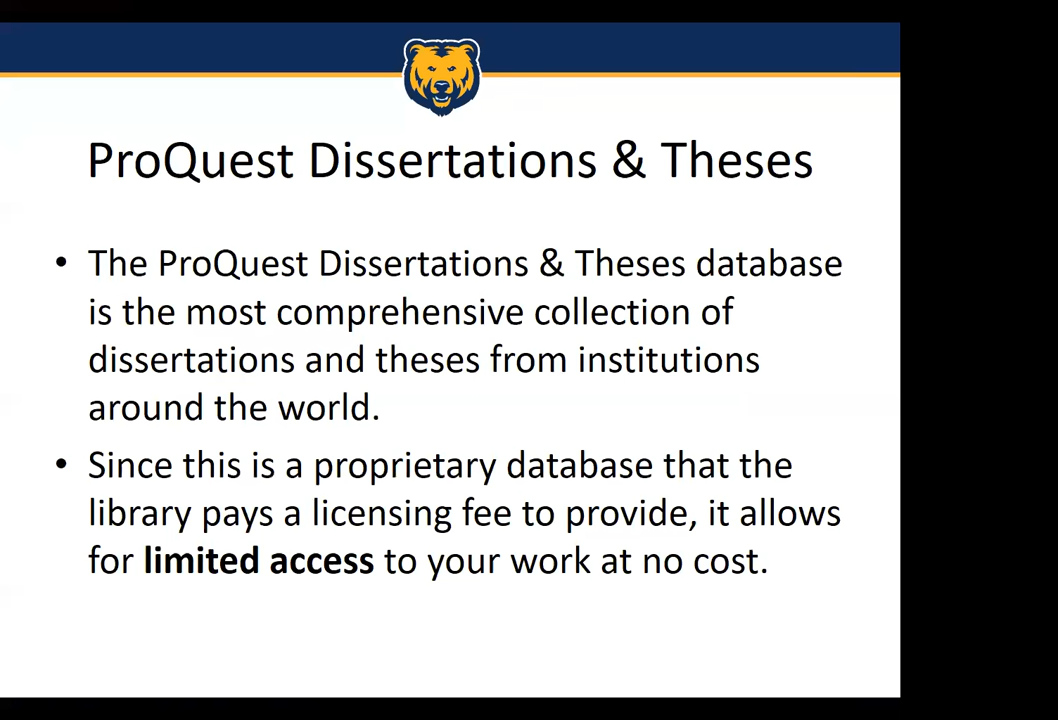 ProQuest Dissertations & Theses
• The ProQuest Dissertations & Theses database
is the most comprehensive collection of
dissertations and theses from institutions
around the world.
• Since this is a proprietary database that the
library pays a licensing fee to provide, it allows
for limited access to your work at no cost.